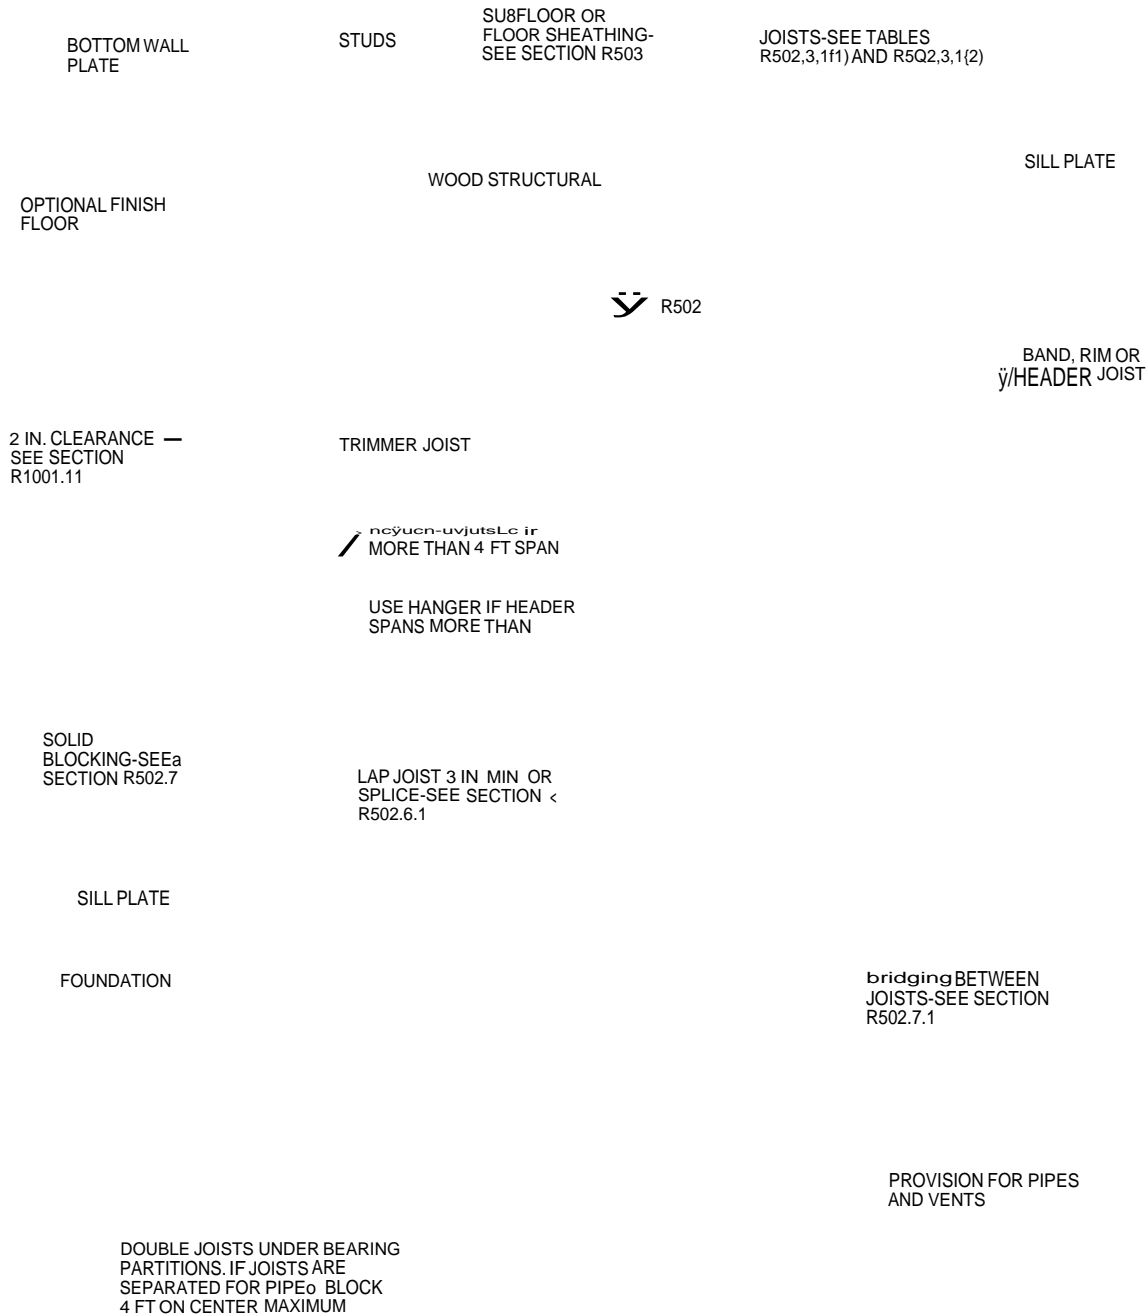 BOTTOM WALL
PLATE
STUDS
SU8FLOOR OR
FLOOR SHEATHING-
SEE SECTION R503
JOISTS-SEE TABLES
R502,3,1f1) AND R5Q2,3,1{2)
SILL PLATE
WOOD STRUCTURAL
OPTIONAL FINISH
FLOOR
ÿ R502
BAND, RIM OR
ÿ/HEADER JOIST
2 IN. CLEARANCE —
SEE SECTION
R1001.11
TRIMMER JOIST
ncÿucn-uvjutsLc ir
/ MORE THAN 4 FT SPAN
USE HANGER IF HEADER
SPANS MORE THAN
SOLID
BLOCKING-SEEa
SECTION R502.7
LAP JOIST 3 IN MIN OR
SPLICE-SEE SECTION <
R502.6.1
SILL PLATE
FOUNDATION
bridging BETWEEN
JOISTS-SEE SECTION
R502.7.1
PROVISION FOR PIPES
AND VENTS
DOUBLE JOISTS UNDER BEARING
PARTITIONS. IF JOISTS ARE
SEPARATED FOR PIPEo BLOCK
4 FT ON CENTER MAXIMUM